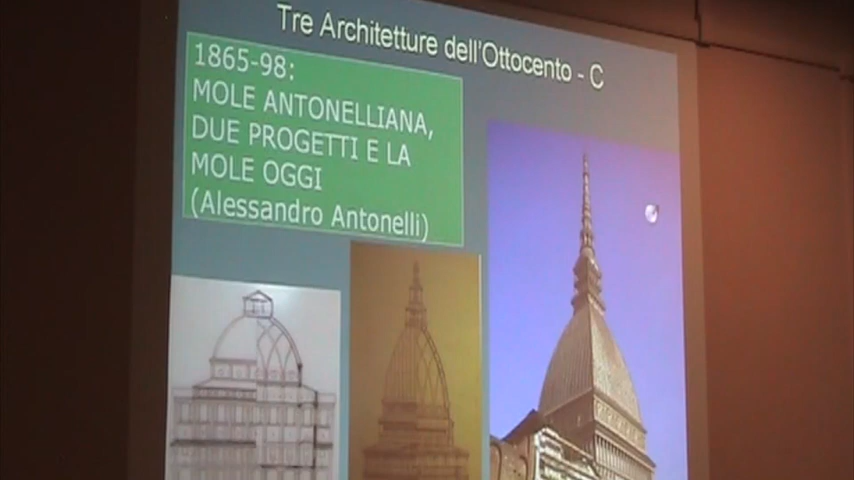 Tre Architetture dell'Ottocento - C
1865-98:
MOLE ANTONELLIANA,
DUE PROGETTI E LA
MOLE OGGI
(Alessandro Antonelli)